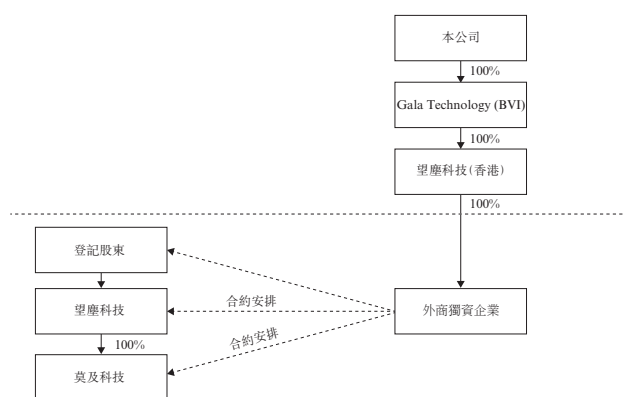 本公司
100%
Gala Technology (BVI)
100%
望塵科技(香港)
100%
登記股東
望塵科技
合約安排
外商獨資企業
100%
合約安排
莫及科技